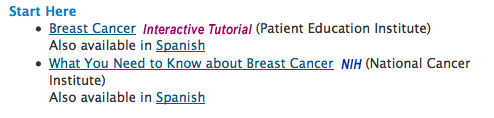 Start Here
• Breast Cancer Interactive Tutorial (Patient Education Institute)
Also available in Spanish
• What You Need to Know about Breast Cancer NIH (National Cancer
Institute)
Also available in Spanish